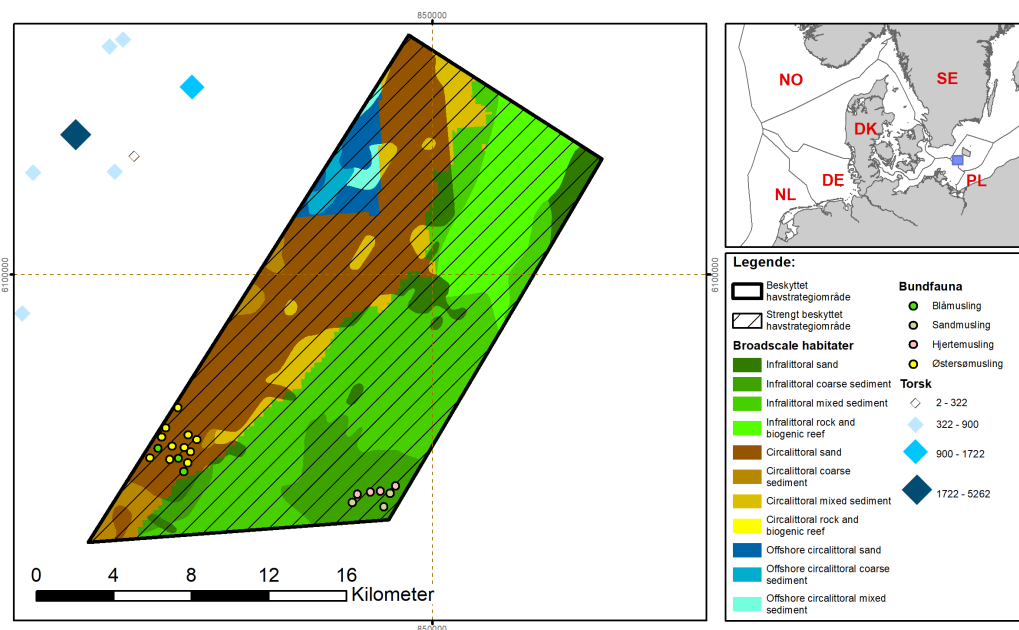 850000
NO
SE
DK
DE
NL
PL
6100000
6100000
0 4 8 12 16
Kilometer
850000
Legende:
Beskyttet
havstrategiområde
Strengt beskyttet
havstrategiområde
Broadscale habitater
Infralittoral sand
Infralittoral coarse sediment
Infralittoral mixed sediment
Infralittoral rock and
biogenic reef
Circalittoral sand
Circalittoral coarse
sediment
Circalittoral mixed sediment
Circalittoral rock and
biogenic reef
Offshore circalittoral sand
Offshore circalittoral coarse
sediment
Offshore circalittoral mixed
sediment
Bundfauna
Blåmusling
Sandmusling
Hjertemusling
Østersømusling
Torsk
2 - 322
322 - 900
900 - 1722
1722 - 5262